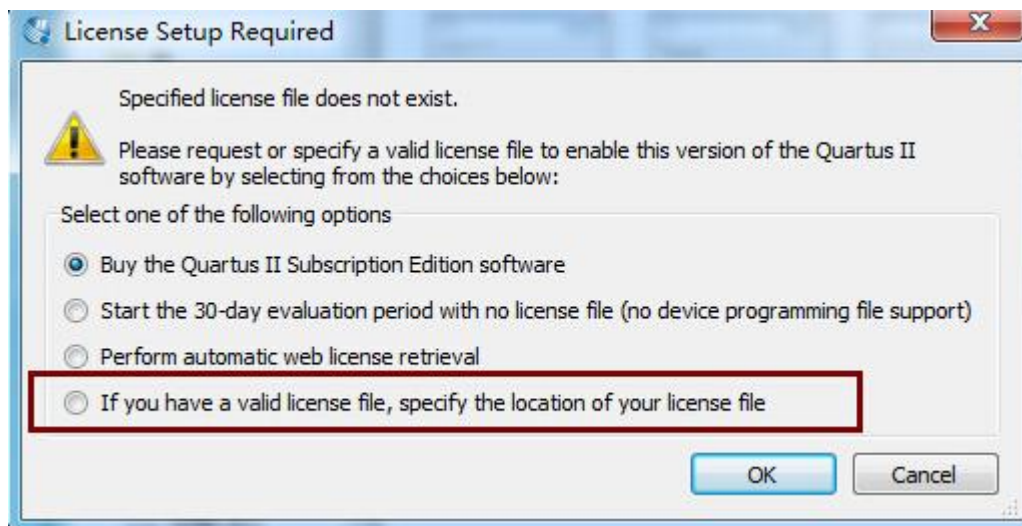 License Setup Required
Specified license file does not exist.
Please request or specify a valid license file to enable this version of the Quartus II
software by selecting from the choices below:
Select one of the following options
Buy the Quartus II Subscription Edition software
Start the 30-day evaluation period with no license file (no device programming file support)
Perform automatic web license retrieval
If you have a valid license file, specify the location of your license file
OK Cancel